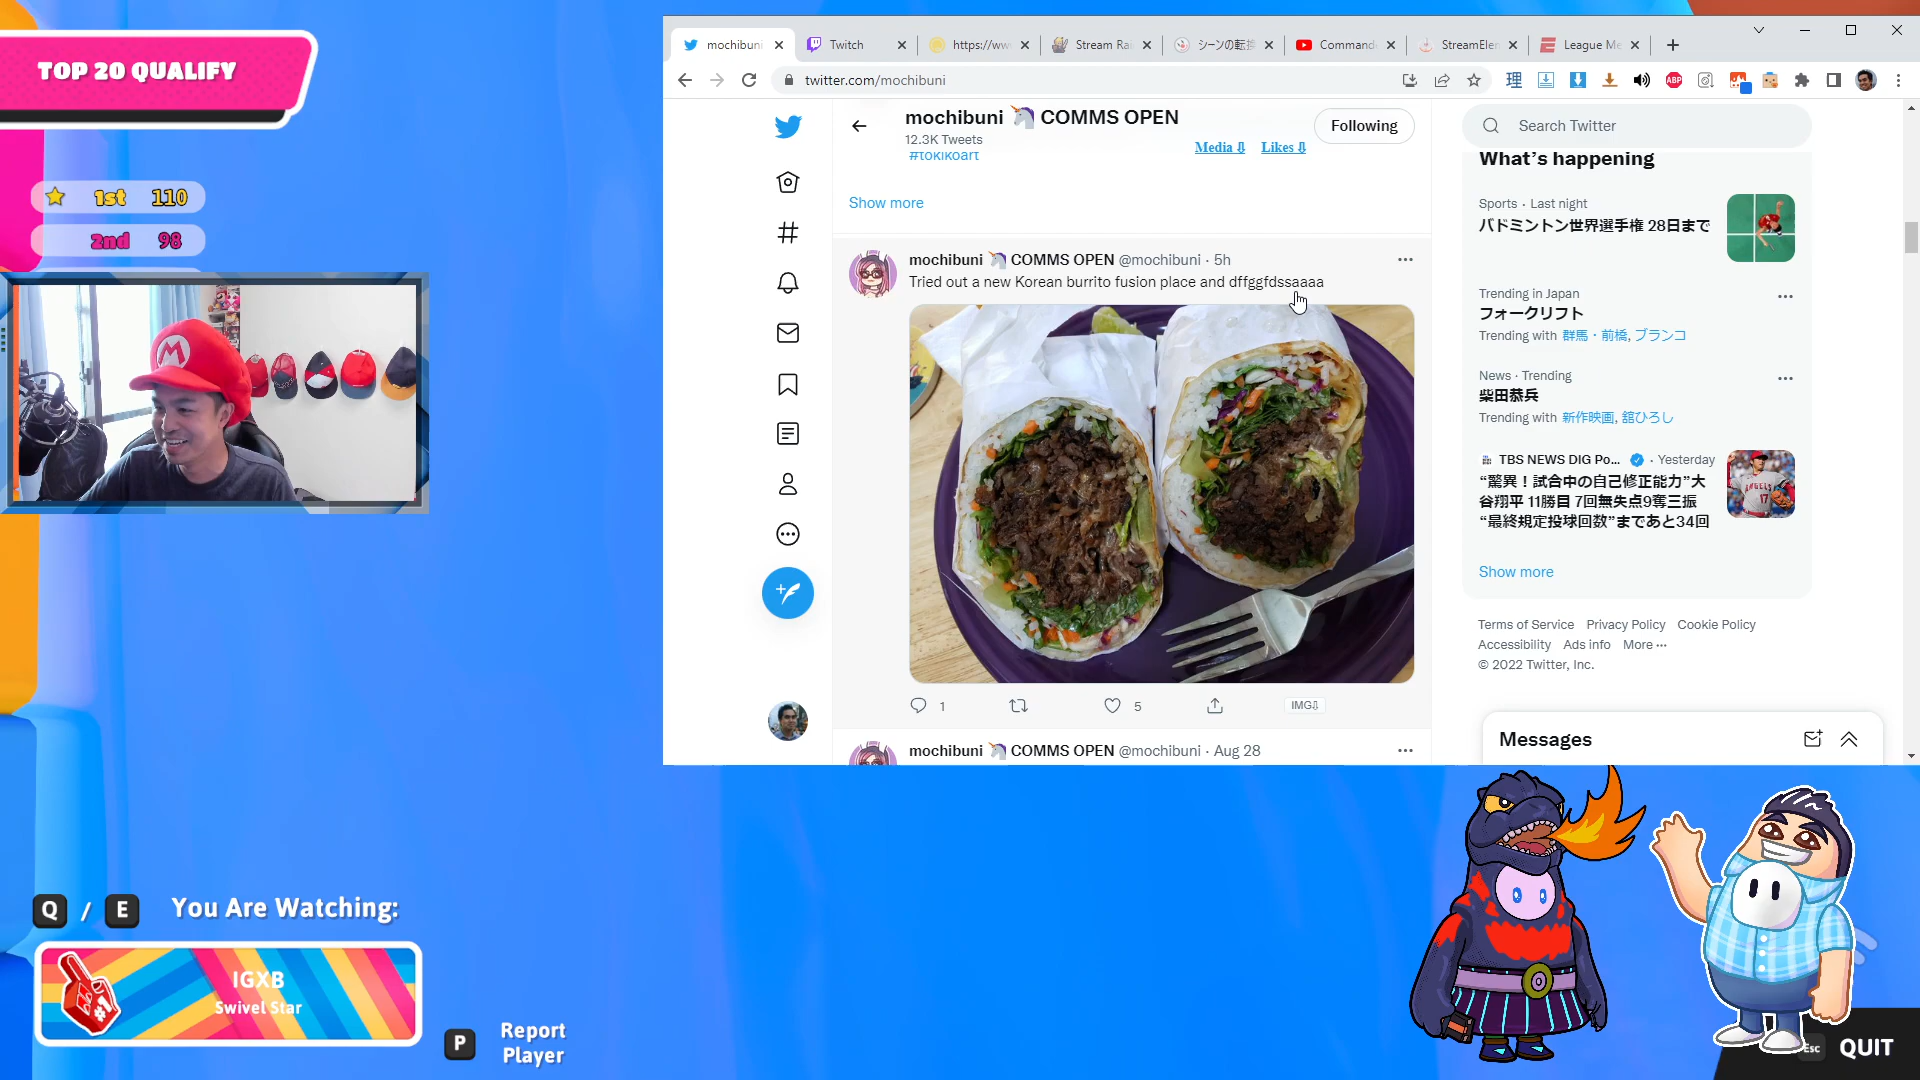 TOP 20 QUALIFY
1st 110
2nd 98
mochibuni
Twitch
https://ww
Stream Ra
シーンの転換
Command
StreamElem
League Me
twitter.com/mochibuni
理
ABP
mochibuni 🦄 COMMS OPEN
12.3K Tweets
#tokikoart
Media ⇩ Likes ⇩
Following
Show more
mochibuni 🦄 COMMS OPEN @mochibuni · 5h
Tried out a new Korean burrito fusion place and dffggfdssaaaa
1
5
IMG⇩
mochibuni 🦄 COMMS OPEN @mochibuni · Aug 28
Search Twitter
What's happening
Sports · Last night
バドミントン世界選手権 28日まで
Trending in Japan
フォークリフト
Trending with 群馬・前橋, ブランコ
News · Trending
柴田恭兵
Trending with 新作映画, 舘ひろし
TBS NEWS DIG Po... · Yesterday
“驚異！試合中の自己修正能力”大
谷翔平 11勝目 7回無失点9奪三振
“最終規定投球回数”まであと34回
ANGELS
17
Show more
Terms of Service Privacy Policy Cookie Policy
Accessibility Ads info More ···
© 2022 Twitter, Inc.
Messages
M
Q / E You Are Watching:
#1
IGXB
Swivel Star
P
Report
Player
Esc QUIT